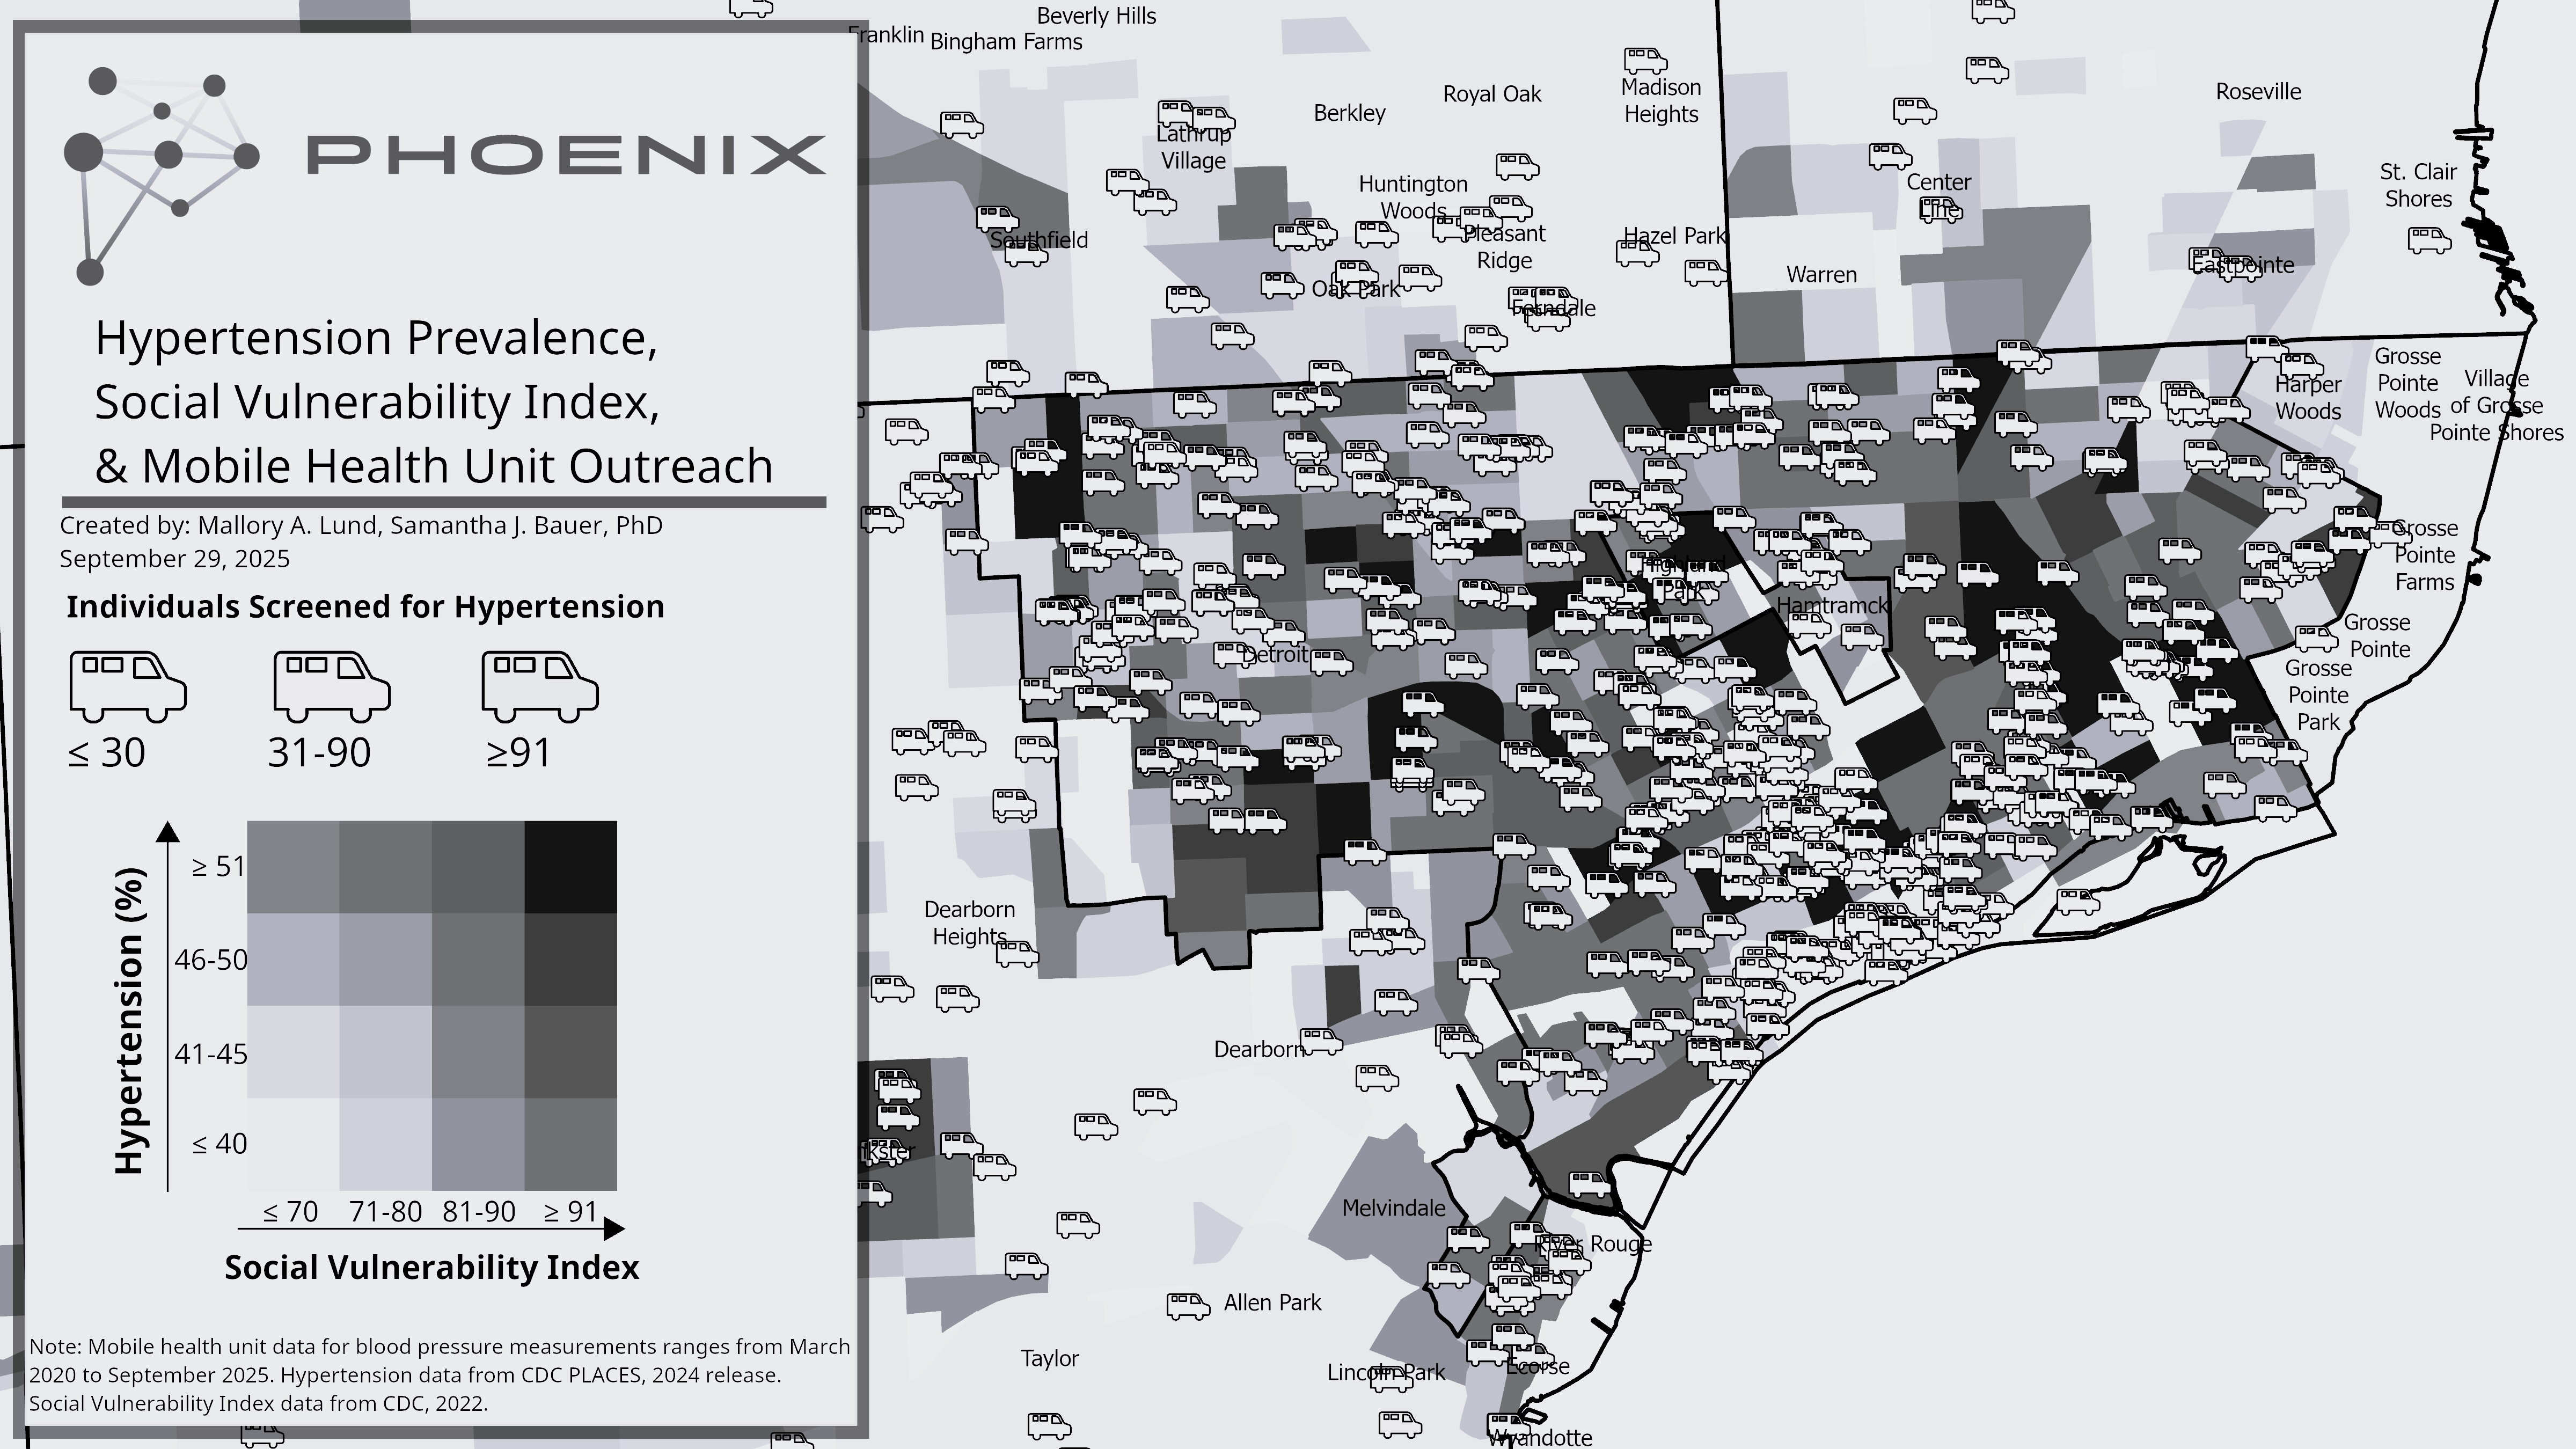 PHOENIX
Hypertension Prevalence,
Social Vulnerability Index,
& Mobile Health Unit Outreach
Created by: Mallory A. Lund, Samantha J. Bauer, PhD
September 29, 2025
Individuals Screened for Hypertension
≤ 30
31-90
≥91
Hypertension (%)
≥ 51
46-50
41-45
≤ 40
≤ 70
71-80
81-90
≥ 91
Social Vulnerability Index
Note: Mobile health unit data for blood pressure measurements ranges from March
2020 to September 2025. Hypertension data from CDC PLACES, 2024 release.
Social Vulnerability Index data from CDC, 2022.
Beverly Hills
Franklin
Bingham Farms
Royal Oak
Madison
Heights
Roseville
Berkley
Lathrup
Village
St. Clair
Shores
Huntington
Woods
Center
Line
Southfield
Pleasant
Ridge
Hazel Park
Warren
Eastpointe
Oak Park
Ferndale
Harper
Woods
Grosse
Pointe
Woods
Village
of Grosse
Pointe Shores
Grosse
Pointe
Farms
Highland
Park
Hamtramck
Grosse
Pointe
Detroit
Grosse
Pointe
Park
Dearborn
Heights
Dearborn
kster
Melvindale
River Rouge
Allen Park
Taylor
Lincoln Park
Ecorse
Wyandotte